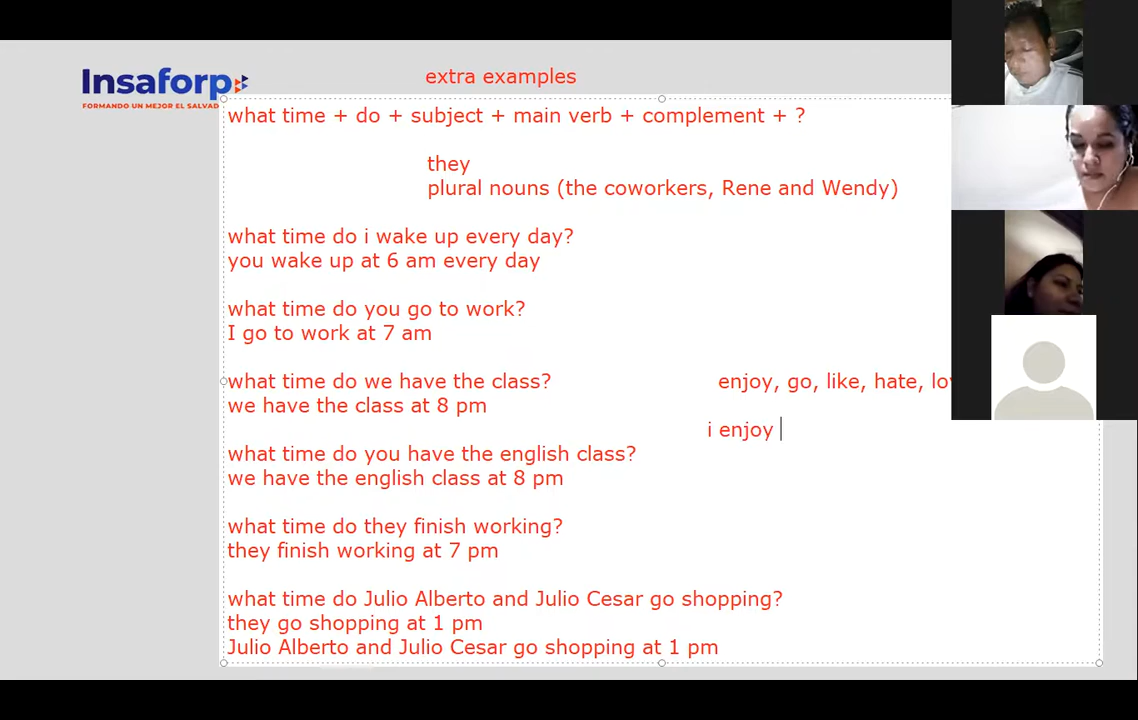 Insaforp
FORMANDO UN MEJOR EL SALVAD
extra examples
what time + do + subject + main verb + complement + ?
they
plural nouns (the coworkers, Rene and Wendy)
what time do i wake up every day?
you wake up at 6 am every day
what time do you go to work?
I go to work at 7 am
what time do we have the class?
we have the class at 8 pm
enjoy, go, like, hate,
i enjoy
what time do you have the english class?
we have the english class at 8 pm
what time do they finish working?
they finish working at 7 pm
what time do Julio Alberto and Julio Cesar go shopping?
they go shopping at 1 pm
Julio Alberto and Julio Cesar go shopping at 1 pm